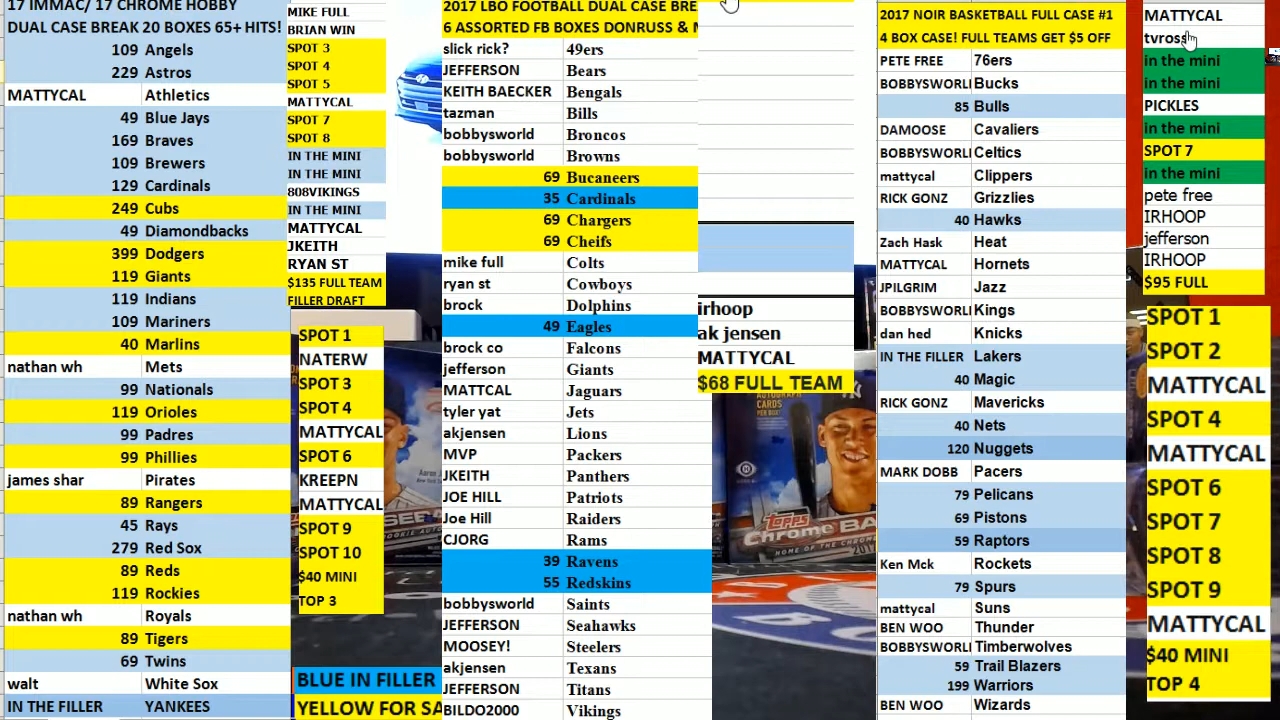 17 IMMAC/ 17 CHROME HOBBY
DUAL CASE BREAK 20 BOXES 65+ HITS!
109 Angels
229 Astros
MATTYCAL Athletics
49 Blue Jays
169 Braves
109 Brewers
129 Cardinals
249 Cubs
49 Diamondbacks
399 Dodgers
119 Giants
119 Indians
109 Mariners
40 Marlins
nathan wh Mets
99 Nationals
119 Orioles
99 Padres
99 Phillies
james shar Pirates
89 Rangers
45 Rays
279 Red Sox
89 Reds
119 Rockies
nathan wh Royals
89 Tigers
69 Twins
walt White Sox
IN THE FILLER YANKEES
MIKE FULL
BRIAN WIN
SPOT 3
SPOT 4
SPOT 5
MATTYCAL
SPOT 7
SPOT 8
IN THE MINI
IN THE MINI
808VIKINGS
IN THE MINI
MATTYCAL
JKEITH
RYAN ST
$135 FULL TEAM
FILLER DRAFT
SPOT 1
NATERW
SPOT 3
SPOT 4
MATTYCAL
SPOT 6
KREEPN
MATTYCAL
SPOT 9
SPOT 10
$40 MINI
TOP 3
BLUE IN FILLER
YELLOW FOR SA
2017 LBO FOOTBALL DUAL CASE BRE
6 ASSORTED FB BOXES DONRUSS &
slick rick? 49ers
JEFFERSON Bears
KEITH BAECKER Bengals
tazman Bills
bobbysworld Broncos
bobbysworld Browns
69 Bucaneers
35 Cardinals
69 Chargers
69 Cheifs
mike full Colts
ryan st Cowboys
brock Dolphins
49 Eagles
brock co Falcons
jefferson Giants
MATTCAL Jaguars
tyler yat Jets
akjensen Lions
MVP Packers
JKEITH Panthers
JOE HILL Patriots
Joe Hill Raiders
CJORG Rams
39 Ravens
55 Redskins
bobbysworld Saints
JEFFERSON Seahawks
MOOSEY! Steelers
akjensen Texans
JEFFERSON Titans
BILDO2000 Vikings
irhoop
ak jensen
MATTYCAL
$68 FULL TEAM
AUTOGRAPH
CARDS
Topps
Chrome BA
HOME OF THE CHROME
2017 NOIR BASKETBALL FULL CASE #1
4 BOX CASE! FULL TEAMS GET $5 OFF
PETE FREE 76ers
BOBBYSWORL Bucks
85 Bulls
DAMOOSE Cavaliers
BOBBYSWORL Celtics
mattycal Clippers
RICK GONZ Grizzlies
40 Hawks
Zach Hask Heat
MATTYCAL Hornets
JPILGRIM Jazz
BOBBYSWORL Kings
dan hed Knicks
IN THE FILLER Lakers
40 Magic
RICK GONZ Mavericks
40 Nets
120 Nuggets
MARK DOBB Pacers
79 Pelicans
69 Pistons
59 Raptors
Ken Mck Rockets
79 Spurs
mattycal Suns
BEN WOO Thunder
BOBBYSWORL Timberwolves
59 Trail Blazers
199 Warriors
BEN WOO Wizards
MATTYCAL
tvross
in the mini
in the mini
PICKLES
in the mini
SPOT 7
in the mini
pete free
IRHOOP
jefferson
IRHOOP
$95 FULL
SPOT 1
SPOT 2
MATTYCAL
SPOT 4
MATTYCAL
SPOT 6
SPOT 7
SPOT 8
SPOT 9
MATTYCAL
$40 MINI
TOP 4